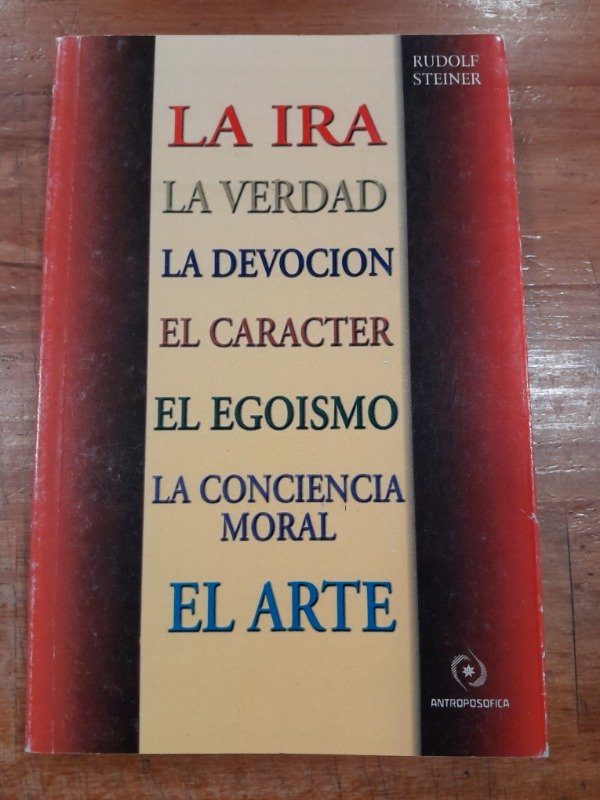 RUDOLF
STEINER
LA IRA
LA VERDAD
LA DEVOCION
EL CARACTER
EL EGOISMO
LA CONCIENCIA
MORAL
EL ARTE
ANTROPOSOFICA